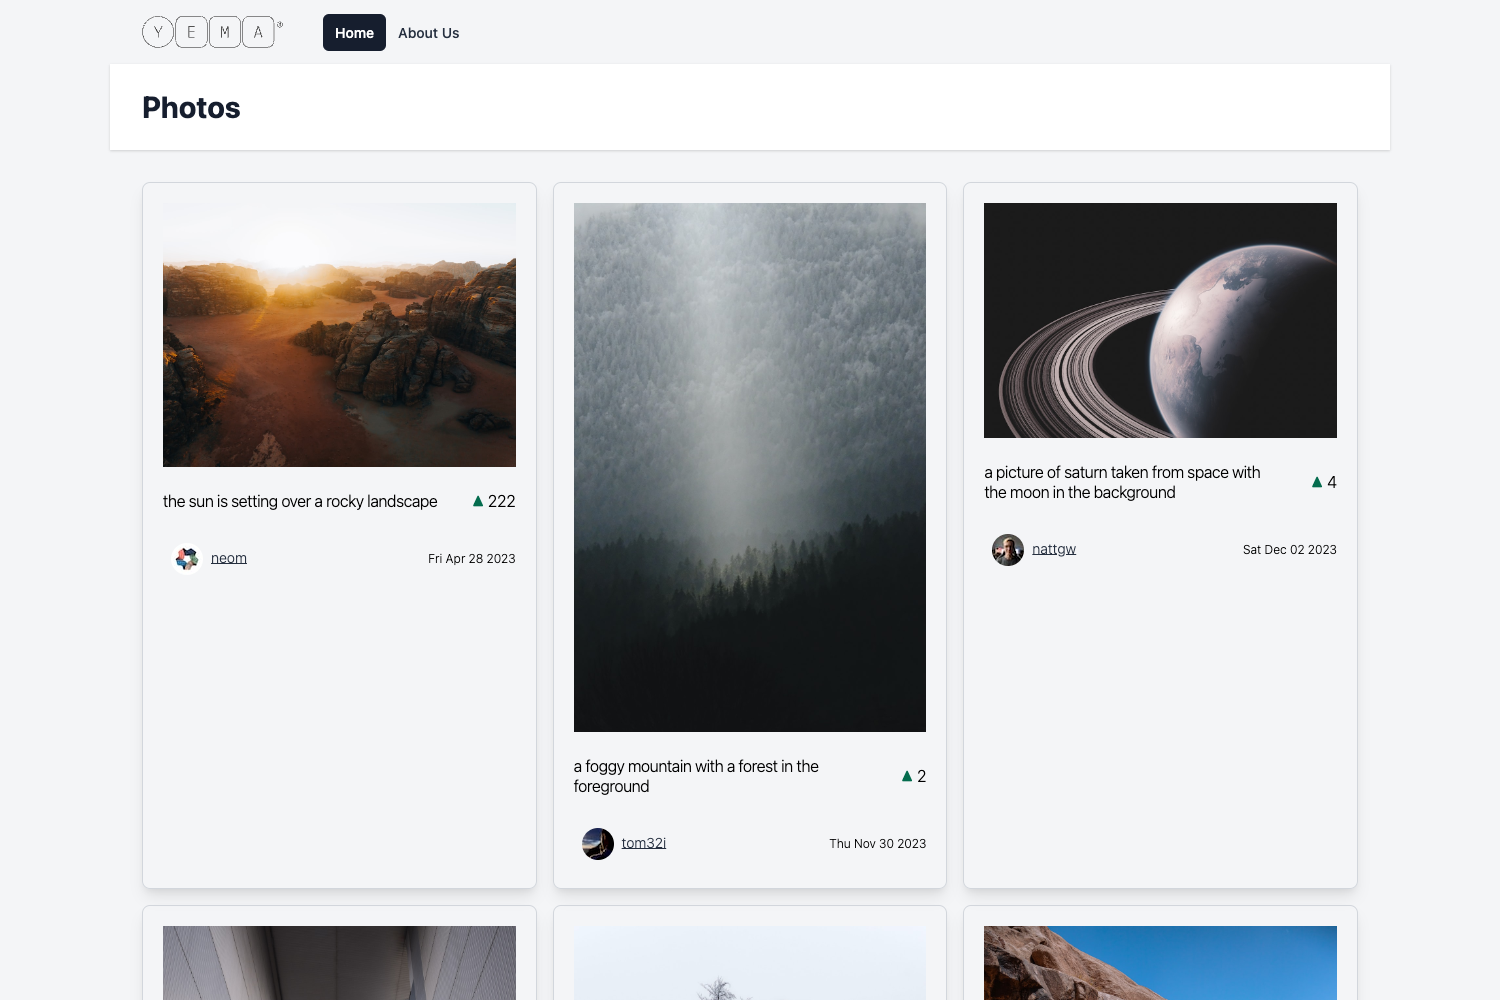 YEMA®
Home
About Us
Photos
the sun is setting over a rocky landscape
222
neom
Fri Apr 28 2023
a foggy mountain with a forest in the
foreground
2
tom32i
Thu Nov 30 2023
a picture of saturn taken from space with
the moon in the background
4
nattgw
Sat Dec 02 2023